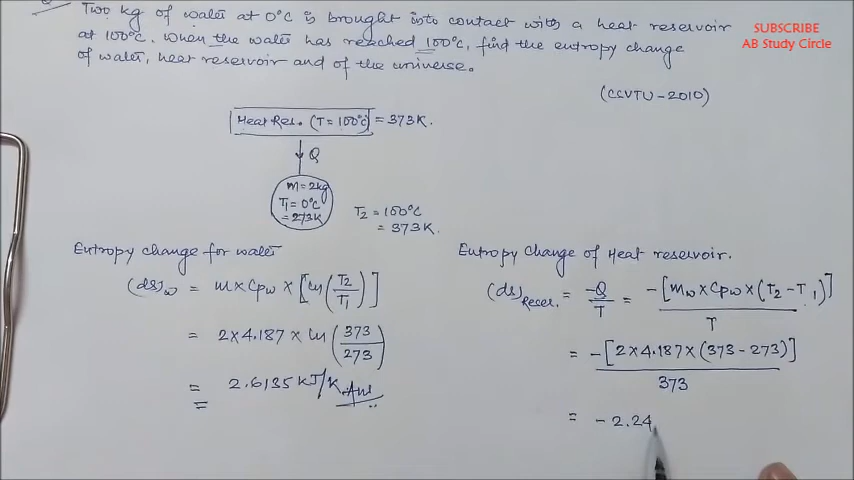 Two kg of water at 0°C is brought into contact with a heat reservoir
at 100°C. When the water has reached 100°C, find the entropy change
of water, heat reservoir and of the universe.
SUBSCRIBE
AB Study Circle
(CSVTU-2010)
Heat Res. (T=100°C) = 373K.
Q
m=2kg
T1=0°C
=273K
T2 = 100°C
= 373K.
Entropy change for water
(ds)w = m×Cpw×[ln(T2/T1)]
= 2×4.187×ln(373/273)
= 2.6135 KJ/K Ans
Entropy Change of Heat reservoir.
(ds)Reser. = -Q/T = -[mw×Cpw×(T2-T1)]/T
= -[2×4.187×(373-273)]/373
= -2.24